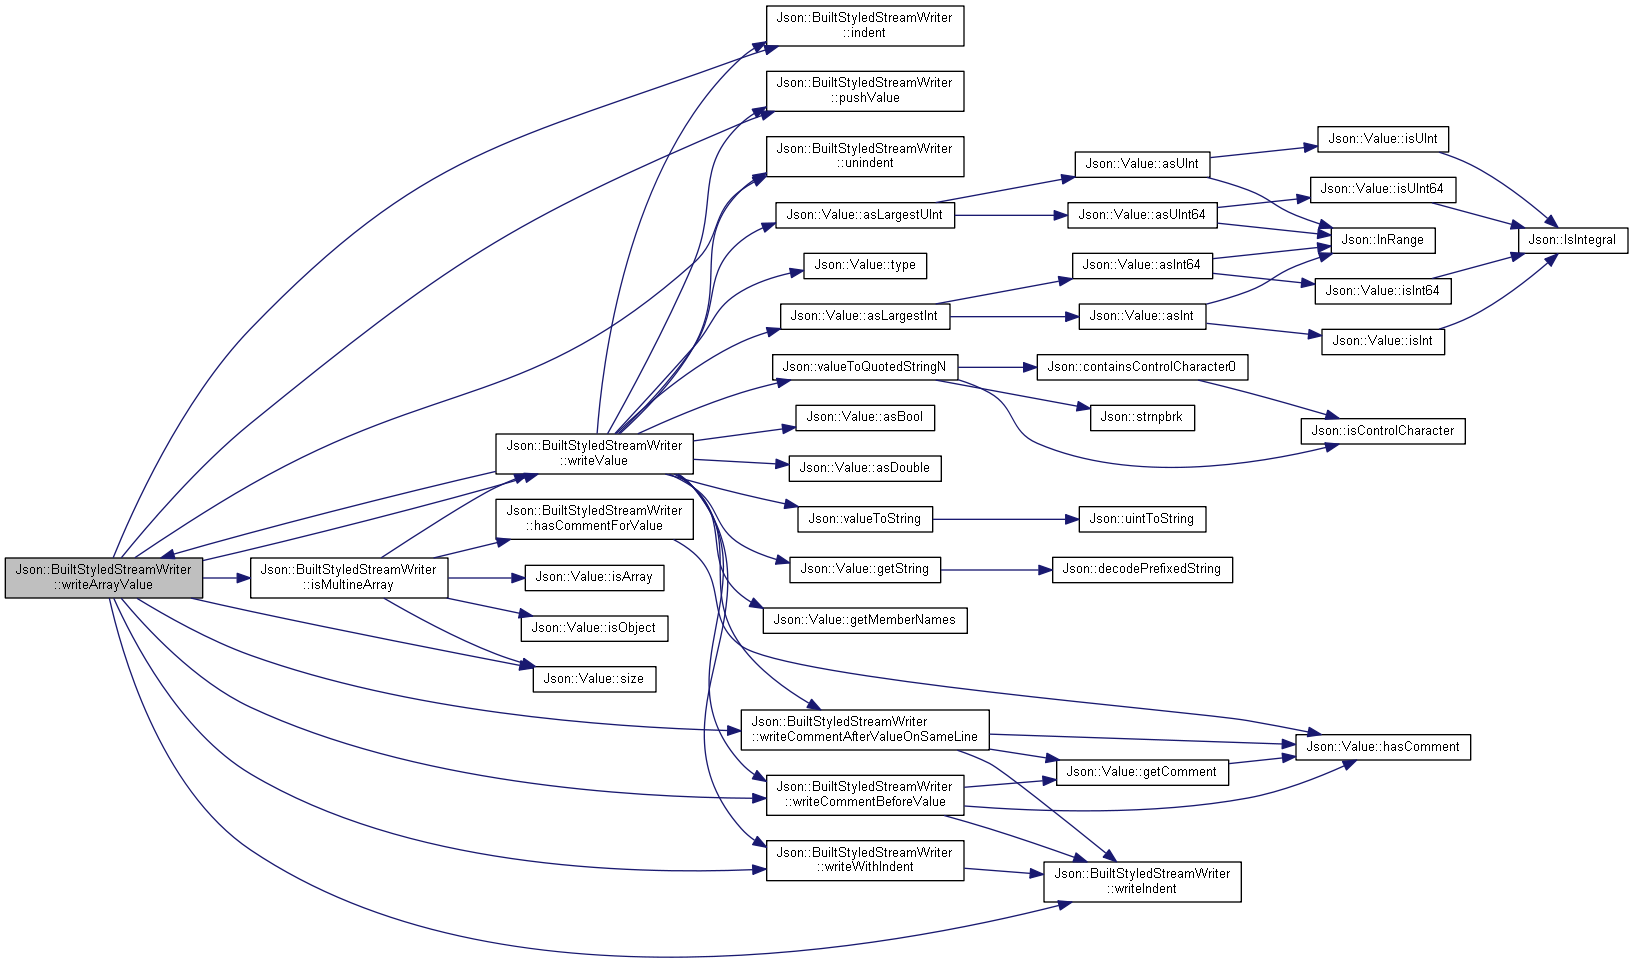 Json::BuiltStyledStreamWriter
::writeArrayValue
Json::BuiltStyledStreamWriter
::isMultineArray
Json::BuiltStyledStreamWriter
::writeValue
Json::BuiltStyledStreamWriter
::hasCommentForValue
Json::Value::isArray
Json::Value::isObject
Json::Value::size
Json::BuiltStyledStreamWriter
::indent
Json::BuiltStyledStreamWriter
::pushValue
Json::BuiltStyledStreamWriter
::unindent
Json::Value::asLargestUInt
Json::Value::type
Json::Value::asLargestInt
Json::valueToQuotedStringN
Json::Value::asBool
Json::Value::asDouble
Json::valueToString
Json::Value::getString
Json::Value::getMemberNames
Json::BuiltStyledStreamWriter
::writeCommentAfterValueOnSameLine
Json::BuiltStyledStreamWriter
::writeCommentBeforeValue
Json::BuiltStyledStreamWriter
::writeWithIndent
Json::Value::asUInt
Json::Value::asUInt64
Json::Value::asInt64
Json::Value::asInt
Json::containsControlCharacter0
Json::strnpbrk
Json::uintToString
Json::decodePrefixedString
Json::Value::getComment
Json::BuiltStyledStreamWriter
::writeIndent
Json::Value::isUInt
Json::Value::isUInt64
Json::InRange
Json::Value::isInt64
Json::Value::isInt
Json::isControlCharacter
Json::Value::hasComment
Json::IsIntegral